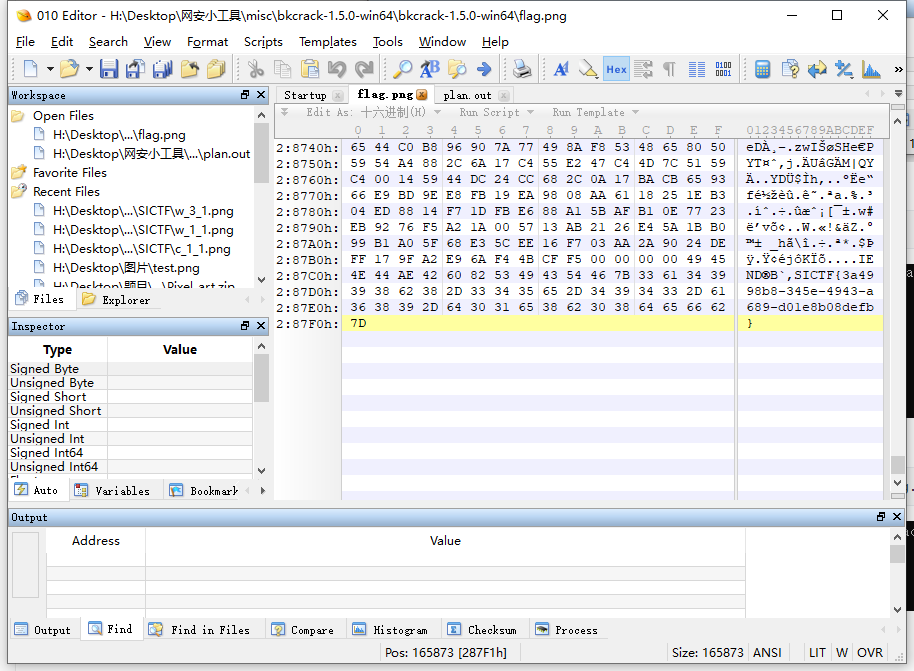 010 Editor - H:\Desktop\网安小工具\misc\bkcrack-1.5.0-win64\bkcrack-1.5.0-win64\flag.png
File Edit Search View Format Scripts Templates Tools Window Help
Hex
Workspace
Open Files
H:\Desktop\...\flag.png
H:\Desktop\网安小工具\...\plan.out
Favorite Files
Recent Files
H:\Desktop\...\SICTF\w_3_1.png
H:\Desktop\...\SICTF\w_1_1.png
H:\Desktop\...\SICTF\c_1_1.png
H:\Desktop\图片\test.png
Files Explorer
Inspector
Type Value
Signed Byte
Unsigned Byte
Signed Short
Unsigned Short
Signed Int
Unsigned Int
Signed Int64
Unsigned Int64
Auto Variables Bookmark
Startup flag.png plan.out
Edit As: 十六进制(H) Run Script Run Template
0 1 2 3 4 5 6 7 8 9 A B C D E F 0123456789ABCDEF
2:8740h: 65 44 C0 B8 96 90 7A 77 49 8A F8 53 48 65 80 50 eDÀ¸–.zwIŠøSHe€P
2:8750h: 59 54 A4 88 2C 6A 17 C4 55 E2 47 C4 4D 7C 51 59 YT¤ˆ,j.ÄUâGÄM|QY
2:8760h: C4 00 14 59 44 DC 24 CC 68 2C 0A 17 BA CB 65 93 Ä..YDÜ$Ìh,..ºËe“
2:8770h: 66 E9 BD 9E E8 FB 19 EA 98 08 AA 61 18 25 1E B3 fé½žèû.ê˜.ªa.%.³
2:8780h: 04 ED 88 14 F7 1D FB E6 88 A1 5B AF B1 0E 77 23 .íˆ.÷.ûæˆ¡[¯±.w#
2:8790h: EB 92 76 F5 A2 1A 00 57 13 AB 21 26 E4 5A 1B B0 ë’võ¢..W.«!&äZ.°
2:87A0h: 99 B1 A0 5F 68 E3 5C EE 16 F7 03 AA 2A 90 24 DE ™± _hã\î.÷.ª*.$Þ
2:87B0h: FF 17 9F A2 E9 6A F4 4B CF F5 00 00 00 00 49 45 ÿ.Ÿ¢éjôKÏõ....IE
2:87C0h: 4E 44 AE 42 60 82 53 49 43 54 46 7B 33 61 34 39 ND®B`‚SICTF{3a49
2:87D0h: 39 38 62 38 2D 33 34 35 65 2D 34 39 34 33 2D 61 98b8-345e-4943-a
2:87E0h: 36 38 39 2D 64 30 31 65 38 62 30 38 64 65 66 62 689-d01e8b08defb
2:87F0h: 7D }
Output
Address Value
Output Find Find in Files Compare Histogram Checksum Process
Pos: 165873 [287F1h] Size: 165873 ANSI LIT W OVR